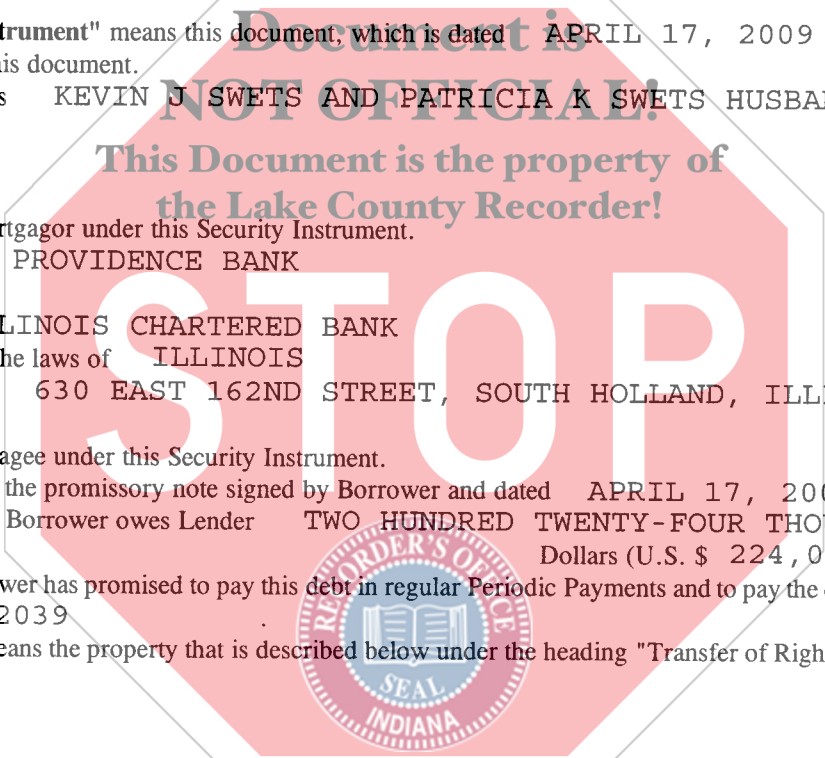 trument" means this document, which is dated APRIL 17, 2009
is document.
s KEVIN J SWETS AND PATRICIA K SWETS HUSBA
rtgagor under this Security Instrument.
PROVIDENCE BANK
LINOIS CHARTERED BANK
he laws of ILLINOIS
630 EAST 162ND STREET, SOUTH HOLLAND, ILL
agee under this Security Instrument.
the promissory note signed by Borrower and dated APRIL 17, 200
Borrower owes Lender TWO HUNDRED TWENTY-FOUR THOU
Dollars (U.S. $ 224,0
wer has promised to pay this debt in regular Periodic Payments and to pay the
2039
eans the property that is described below under the heading "Transfer of Righ
Document is
NOT OFFICIAL!
This Document is the property of
the Lake County Recorder!
STOP
RECORDER'S OFFICE
SEAL
INDIANA